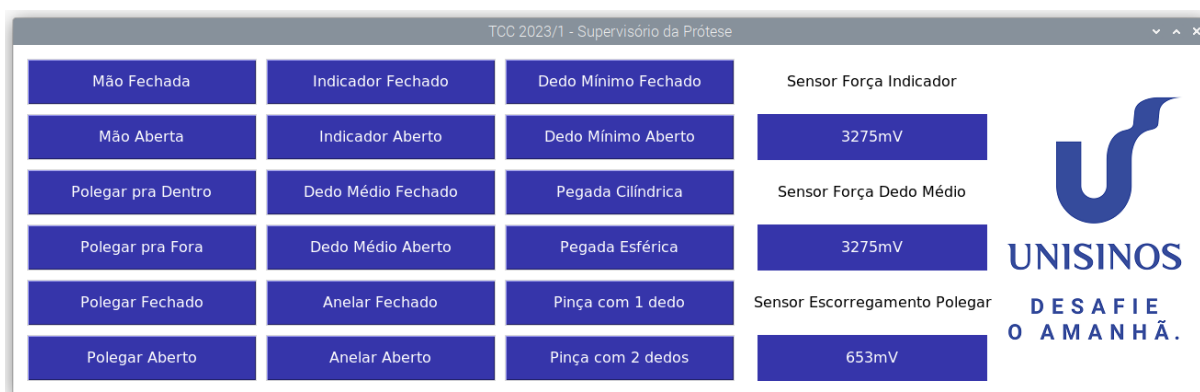 TCC 2023/1 - Supervisório da Prótese
Mão Fechada
Indicador Fechado
Dedo Mínimo Fechado
Sensor Força Indicador
Mão Aberta
Indicador Aberto
Dedo Mínimo Aberto
3275mV
Polegar pra Dentro
Dedo Médio Fechado
Pegada Cilíndrica
Sensor Força Dedo Médio
Polegar pra Fora
Dedo Médio Aberto
Pegada Esférica
3275mV
Polegar Fechado
Anelar Fechado
Pinça com 1 dedo
Sensor Escorregamento Polegar
Polegar Aberto
Anelar Aberto
Pinça com 2 dedos
653mV
UNISINOS
DESAFIE
O AMANHÃ.